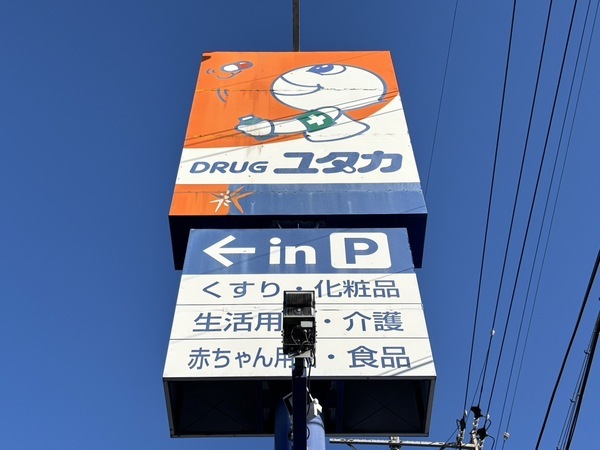 DRUG ユタカ
← in P
くすり・化粧品
生活用　・介護
赤ちゃん用　・食品